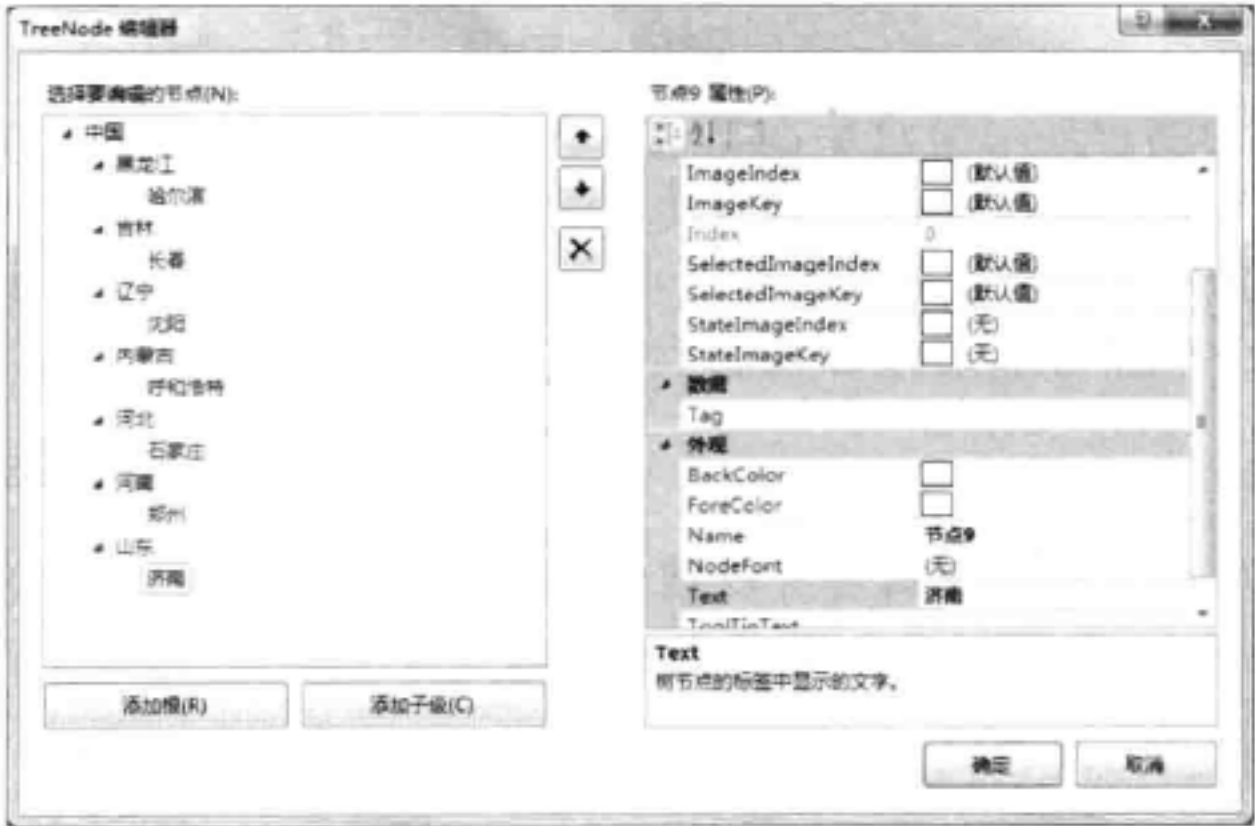 TreeNode 编辑器
选择要编辑的节点(N):
中国
黑龙江
哈尔滨
吉林
长春
辽宁
沈阳
内蒙古
呼和浩特
河北
石家庄
河南
郑州
山东
济南
添加根(R)
添加子级(C)
节点9 属性(P):
ImageIndex (默认值)
ImageKey (默认值)
Index 0
SelectedImageIndex (默认值)
SelectedImageKey (默认值)
StateImageIndex (无)
StateImageKey (无)
数据
Tag
外观
BackColor
ForeColor
Name 节点9
NodeFont (无)
Text 济南
ToolTipText
Text
树节点的标签中显示的文字。
确定
取消